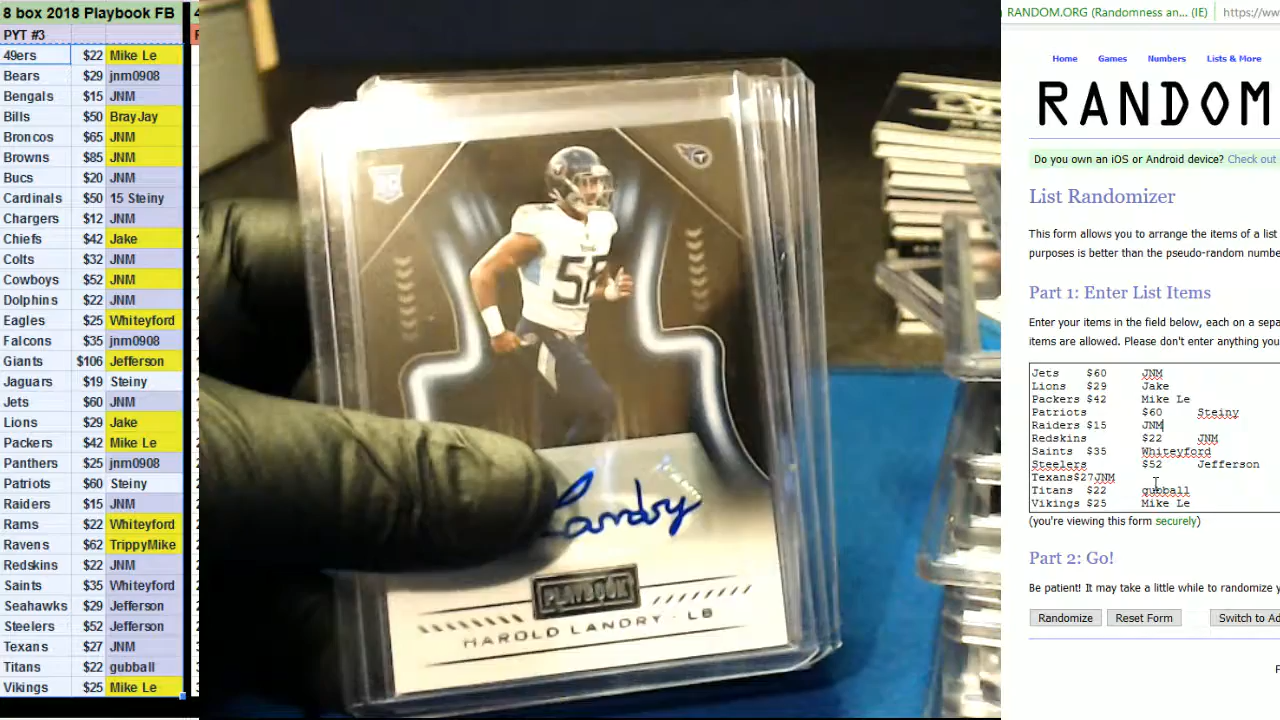 8 box 2018 Playbook FB
PYT #3
49ers $22 Mike Le
Bears $29 jnm0908
Bengals $15 JNM
Bills $50 BrayJay
Broncos $65 JNM
Browns $85 JNM
Bucs $20 JNM
Cardinals $50 15 Steiny
Chargers $12 JNM
Chiefs $42 Jake
Colts $32 JNM
Cowboys $52 JNM
Dolphins $22 JNM
Eagles $25 Whiteyford
Falcons $35 jnm0908
Giants $106 Jefferson
Jaguars $19 Steiny
Jets $60 JNM
Lions $29 Jake
Packers $42 Mike Le
Panthers $25 jnm0908
Patriots $60 Steiny
Raiders $15 JNM
Rams $22 Whiteyford
Ravens $62 TrippyMike
Redskins $22 JNM
Saints $35 Whiteyford
Seahawks $29 Jefferson
Steelers $52 Jefferson
Texans $27 JNM
Titans $22 gubball
Vikings $25 Mike Le
58
Landry
PLAYBOOK
HAROLD LANDRY - LB
RANDOM.ORG (Randomness an... (IE) https://ww
Home Games Numbers Lists & More
RANDOM
Do you own an iOS or Android device? Check out
List Randomizer
This form allows you to arrange the items of a list
purposes is better than the pseudo-random numbe
Part 1: Enter List Items
Enter your items in the field below, each on a sepa
items are allowed. Please don't enter anything you
Jets $60 JNM
Lions $29 Jake
Packers $42 Mike Le
Patriots $60 Steiny
Raiders $15 JNM
Redskins $22 JNM
Saints $35 Whiteyford
Steelers $52 Jefferson
Texans$27JNM
Titans $22 gubball
Vikings $25 Mike Le
(you're viewing this form securely)
Part 2: Go!
Be patient! It may take a little while to randomize y
Randomize Reset Form Switch to Ad